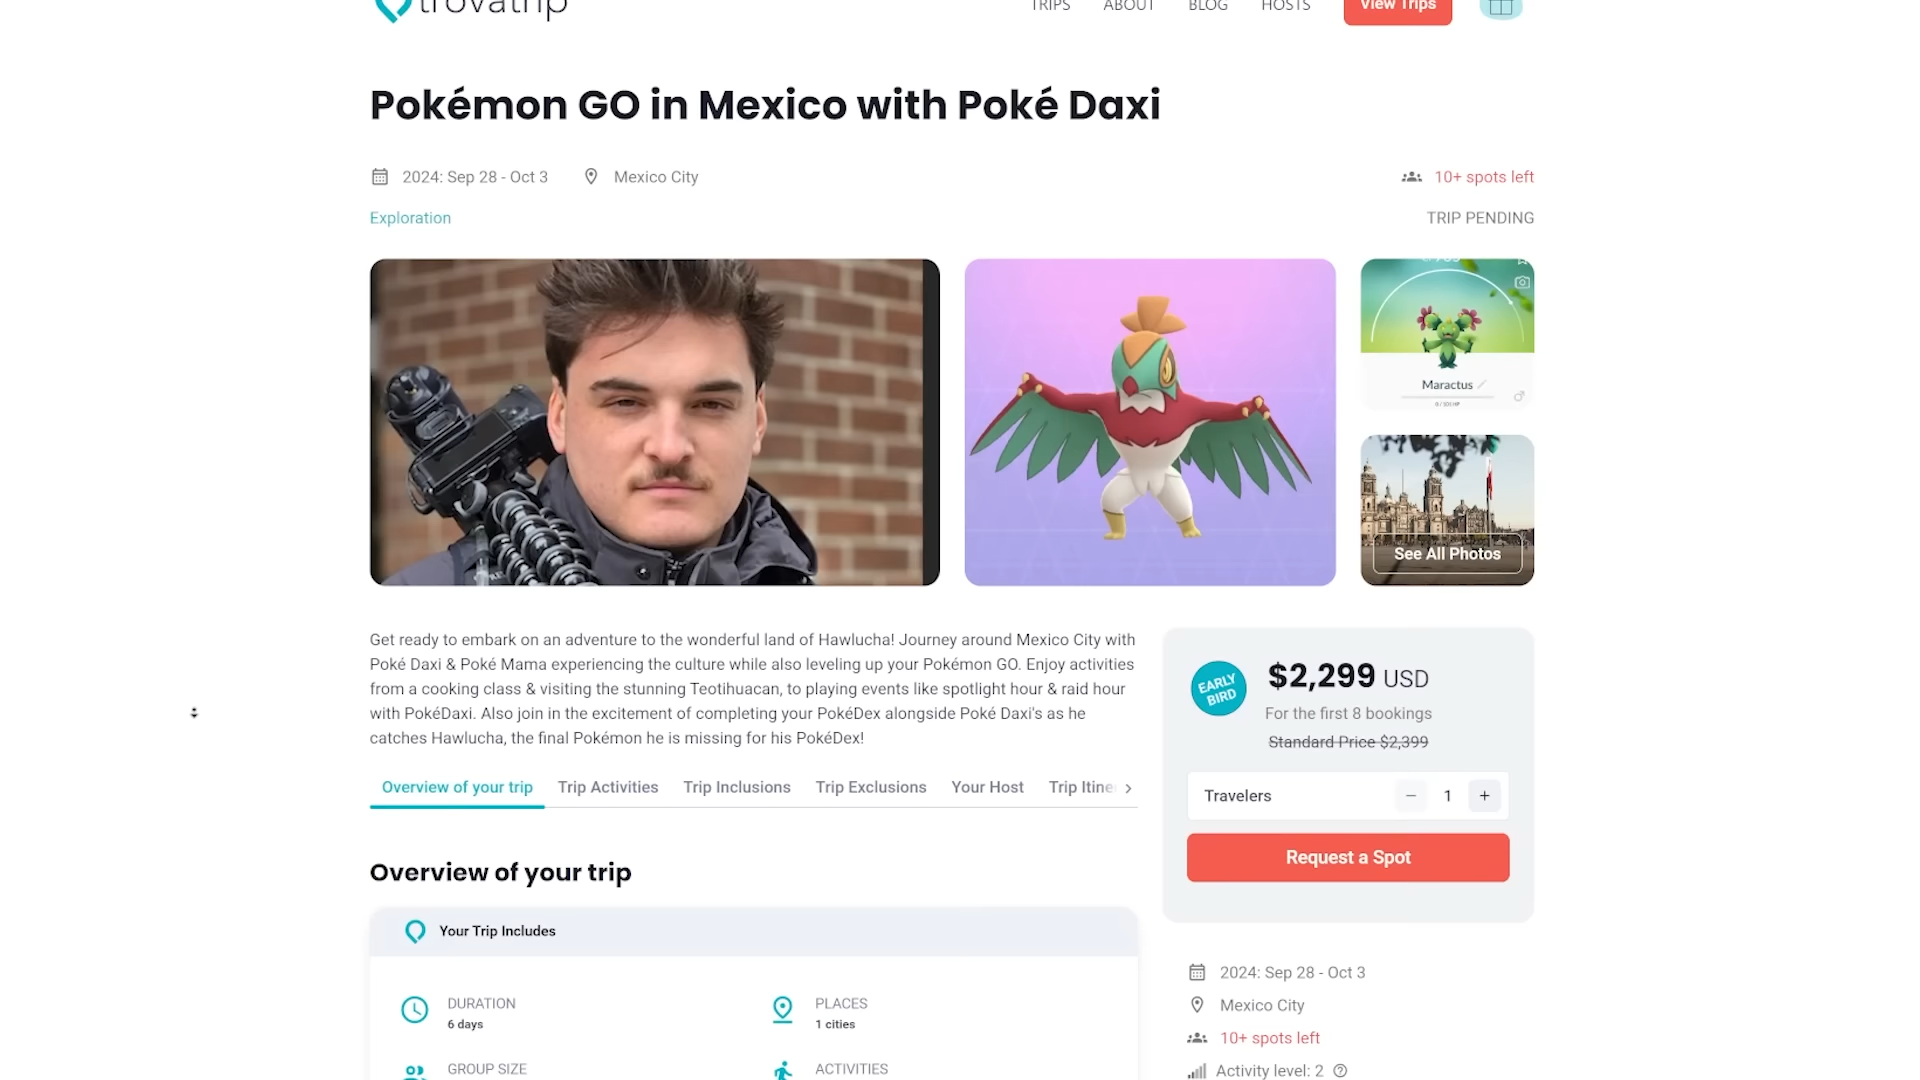 trovatrip
TRIPS ABOUT BLOG HOSTS View Trips
Pokémon GO in Mexico with Poké Daxi
2024: Sep 28 - Oct 3 Mexico City
10+ spots left
Exploration
TRIP PENDING
Maractus
See All Photos
Get ready to embark on an adventure to the wonderful land of Hawlucha! Journey around Mexico City with
Poké Daxi & Poké Mama experiencing the culture while also leveling up your Pokémon GO. Enjoy activities
from a cooking class & visiting the stunning Teotihuacan, to playing events like spotlight hour & raid hour
with PokéDaxi. Also join in the excitement of completing your PokéDex alongside Poké Daxi's as he
catches Hawlucha, the final Pokémon he is missing for his PokéDex!
EARLY
BIRD
$2,299 USD
For the first 8 bookings
Standard Price $2,399
Travelers − 1 +
Request a Spot
Overview of your trip Trip Activities Trip Inclusions Trip Exclusions Your Host Trip Itine
Overview of your trip
Your Trip Includes
DURATION
6 days
PLACES
1 cities
GROUP SIZE
ACTIVITIES
2024: Sep 28 - Oct 3
Mexico City
10+ spots left
Activity level: 2